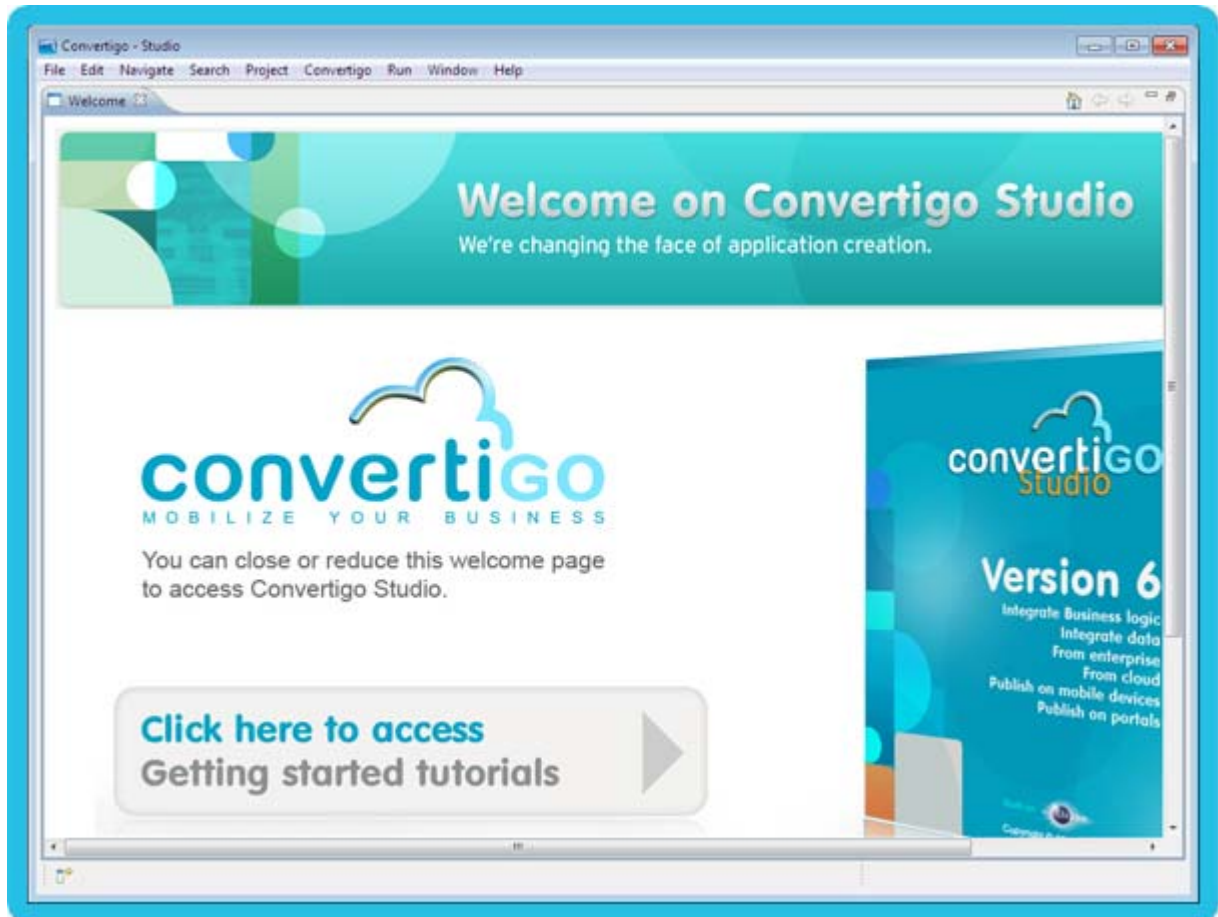 Convertigo - Studio
File Edit Navigate Search Project Convertigo Run Window Help
Welcome
Welcome on Convertigo Studio
We're changing the face of application creation.
convertigo
MOBILIZE YOUR BUSINESS
You can close or reduce this welcome page
to access Convertigo Studio.
Click here to access
Getting started tutorials
convertigo
Studio
Version 6
Integrate Business logic
Integrate data
From enterprise
From cloud
Publish on mobile devices
Publish on portals